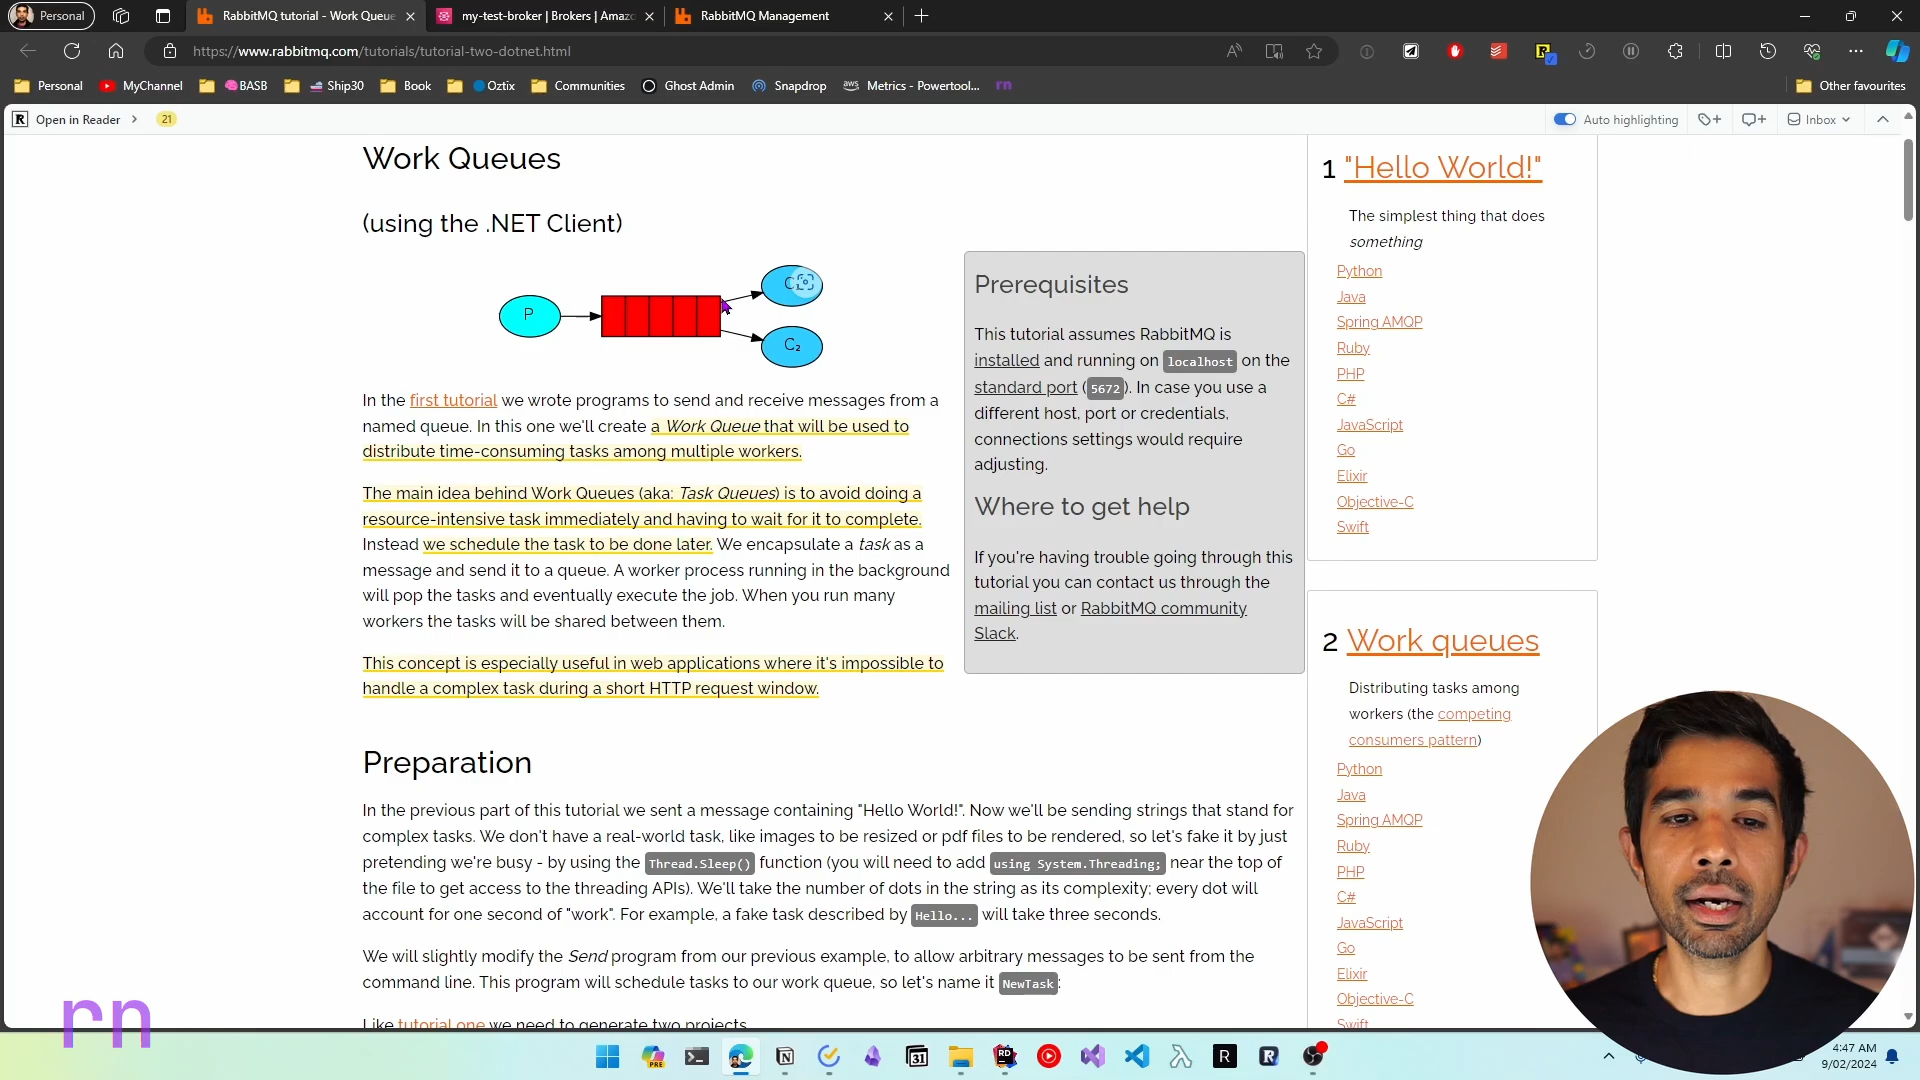 Personal
RabbitMQ tutorial - Work Queue
my-test-broker | Brokers | Amazo
RabbitMQ Management
https://www.rabbitmq.com/tutorials/tutorial-two-dotnet.html
Personal
MyChannel
BASB
Ship30
Book
Oztix
Communities
Ghost Admin
Snapdrop
aws Metrics - Powertool...
rn
Other favourites
R Open in Reader
21
Auto highlighting
Inbox
Work Queues
(using the .NET Client)
P
C₂
In the first tutorial we wrote programs to send and receive messages from a
named queue. In this one we'll create a Work Queue that will be used to
distribute time-consuming tasks among multiple workers.
The main idea behind Work Queues (aka: Task Queues) is to avoid doing a
resource-intensive task immediately and having to wait for it to complete.
Instead we schedule the task to be done later. We encapsulate a task as a
message and send it to a queue. A worker process running in the background
will pop the tasks and eventually execute the job. When you run many
workers the tasks will be shared between them.
This concept is especially useful in web applications where it's impossible to
handle a complex task during a short HTTP request window.
Prerequisites
This tutorial assumes RabbitMQ is
installed and running on localhost on the
standard port (5672). In case you use a
different host, port or credentials,
connections settings would require
adjusting.
Where to get help
If you're having trouble going through this
tutorial you can contact us through the
mailing list or RabbitMQ community
Slack.
Preparation
In the previous part of this tutorial we sent a message containing "Hello World!". Now we'll be sending strings that stand for
complex tasks. We don't have a real-world task, like images to be resized or pdf files to be rendered, so let's fake it by just
pretending we're busy - by using the Thread.Sleep() function (you will need to add using System.Threading; near the top of
the file to get access to the threading APIs). We'll take the number of dots in the string as its complexity; every dot will
account for one second of "work". For example, a fake task described by Hello... will take three seconds.
We will slightly modify the Send program from our previous example, to allow arbitrary messages to be sent from the
command line. This program will schedule tasks to our work queue, so let's name it NewTask:
Like tutorial one we need to generate two projects
1 "Hello World!"
The simplest thing that does
something
Python
Java
Spring AMQP
Ruby
PHP
C#
JavaScript
Go
Elixir
Objective-C
Swift
2 Work queues
Distributing tasks among
workers (the competing
consumers pattern)
Python
Java
Spring AMQP
Ruby
PHP
C#
JavaScript
Go
Elixir
Objective-C
Swift
rn
PRE
31
RD
R
R
4:47 AM
9/02/2024